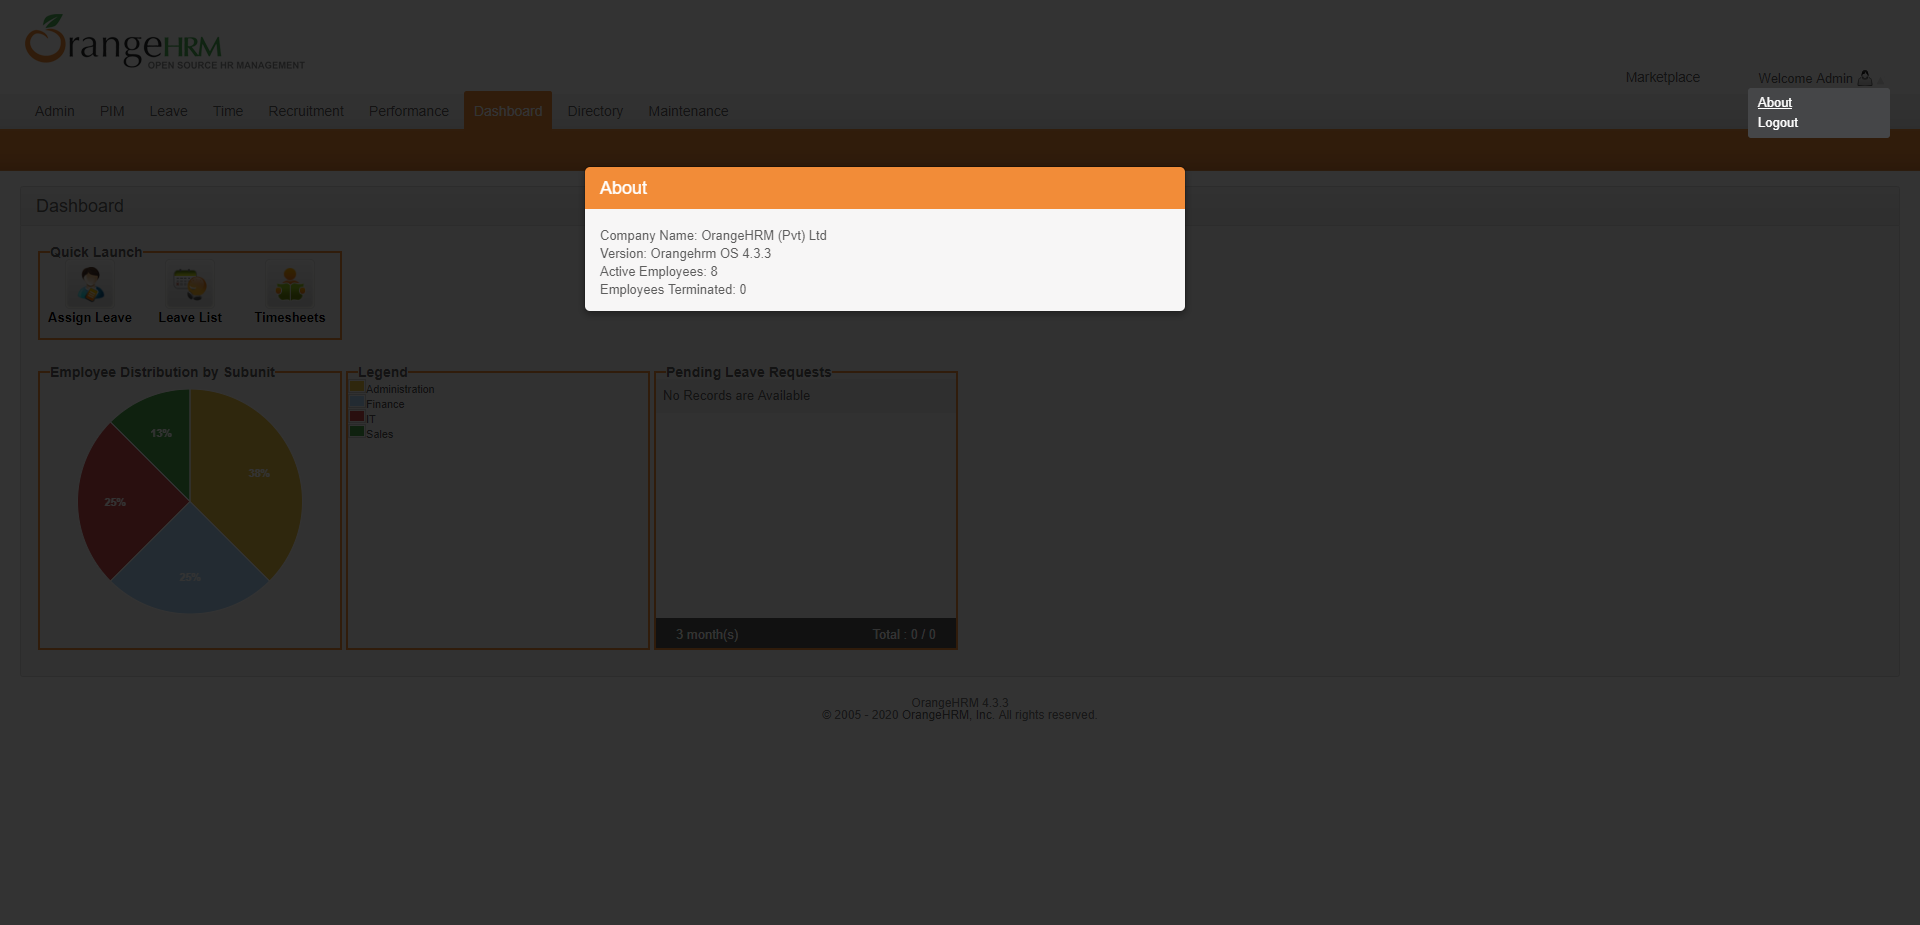 OrangeHRM
OPEN SOURCE HR MANAGEMENT
Marketplace
Welcome Admin
About
Logout
Admin PIM Leave Time Recruitment Performance Dashboard Directory Maintenance
About
Company Name: OrangeHRM (Pvt) Ltd
Version: Orangehrm OS 4.3.3
Active Employees: 8
Employees Terminated: 0
Dashboard
Quick Launch
Assign Leave Leave List Timesheets
Employee Distribution by Subunit
13%
38%
25%
25%
Legend
Administration
Finance
IT
Sales
Pending Leave Requests
No Records are Available
3 month(s) Total : 0 / 0
OrangeHRM 4.3.3
© 2005 - 2020 OrangeHRM, Inc. All rights reserved.